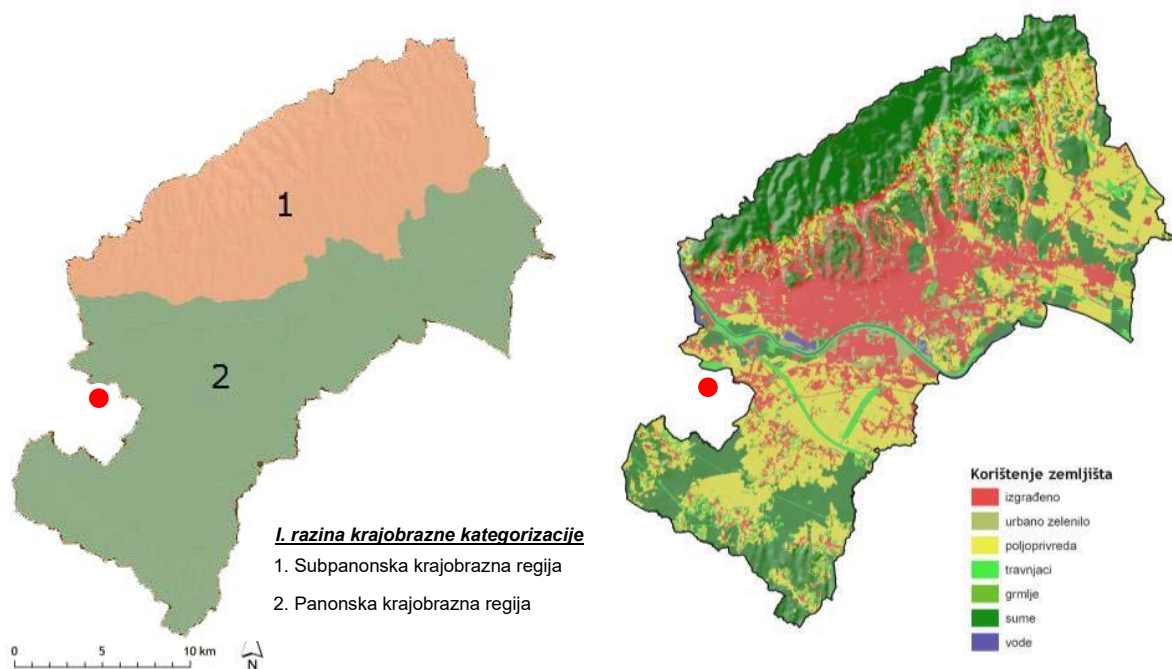 1
2
I. razina krajobrazne kategorizacije
1. Subpanonska krajobrazna regija
2. Panonska krajobrazna regija
0 5 10 km
N
Korištenje zemljišta
izgrađeno
urbano zelenilo
poljoprivreda
travnjaci
grmlje
sume
vode